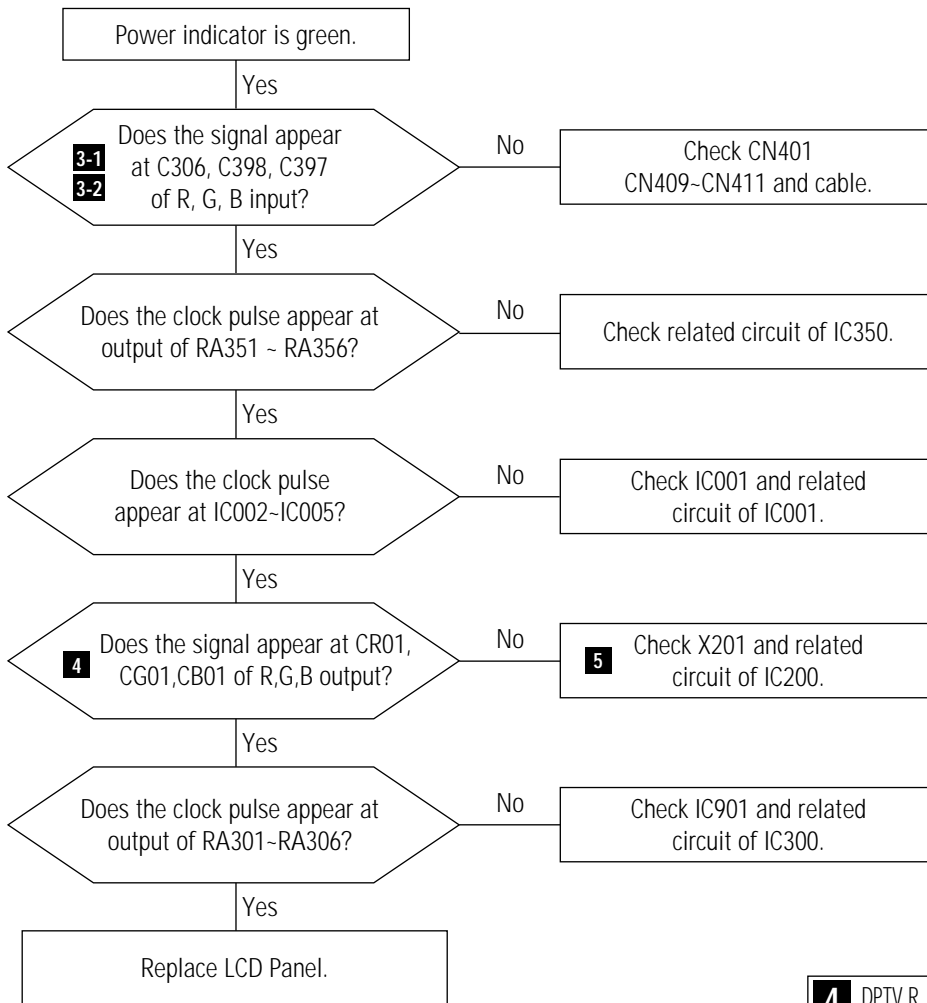 Power indicator is green.
Yes
3-1
3-2
Does the signal appear
at C306, C398, C397
of R, G, B input?
No
Check CN401
CN409~CN411 and cable.
Yes
Does the clock pulse appear at
output of RA351 ~ RA356?
No
Check related circuit of IC350.
Yes
Does the clock pulse
appear at IC002~IC005?
No
Check IC001 and related
circuit of IC001.
Yes
4
Does the signal appear at CR01,
CG01,CB01 of R,G,B output?
No
5
Check X201 and related
circuit of IC200.
Yes
Does the clock pulse appear at
output of RA301~RA306?
No
Check IC901 and related
circuit of IC300.
Yes
Replace LCD Panel.
4 DPTV R